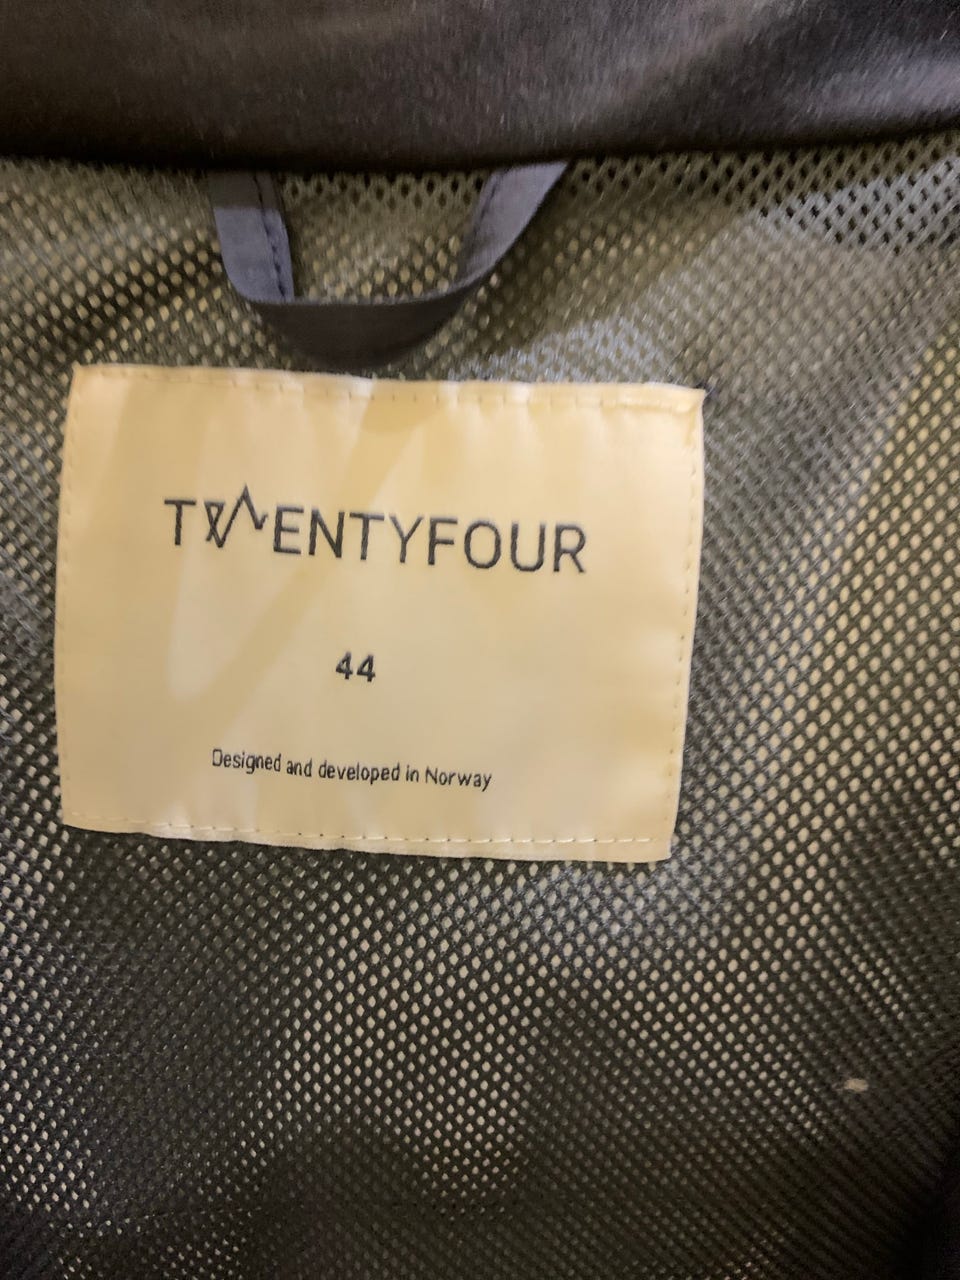 TWENTYFOUR
44
Designed and developed in Norway